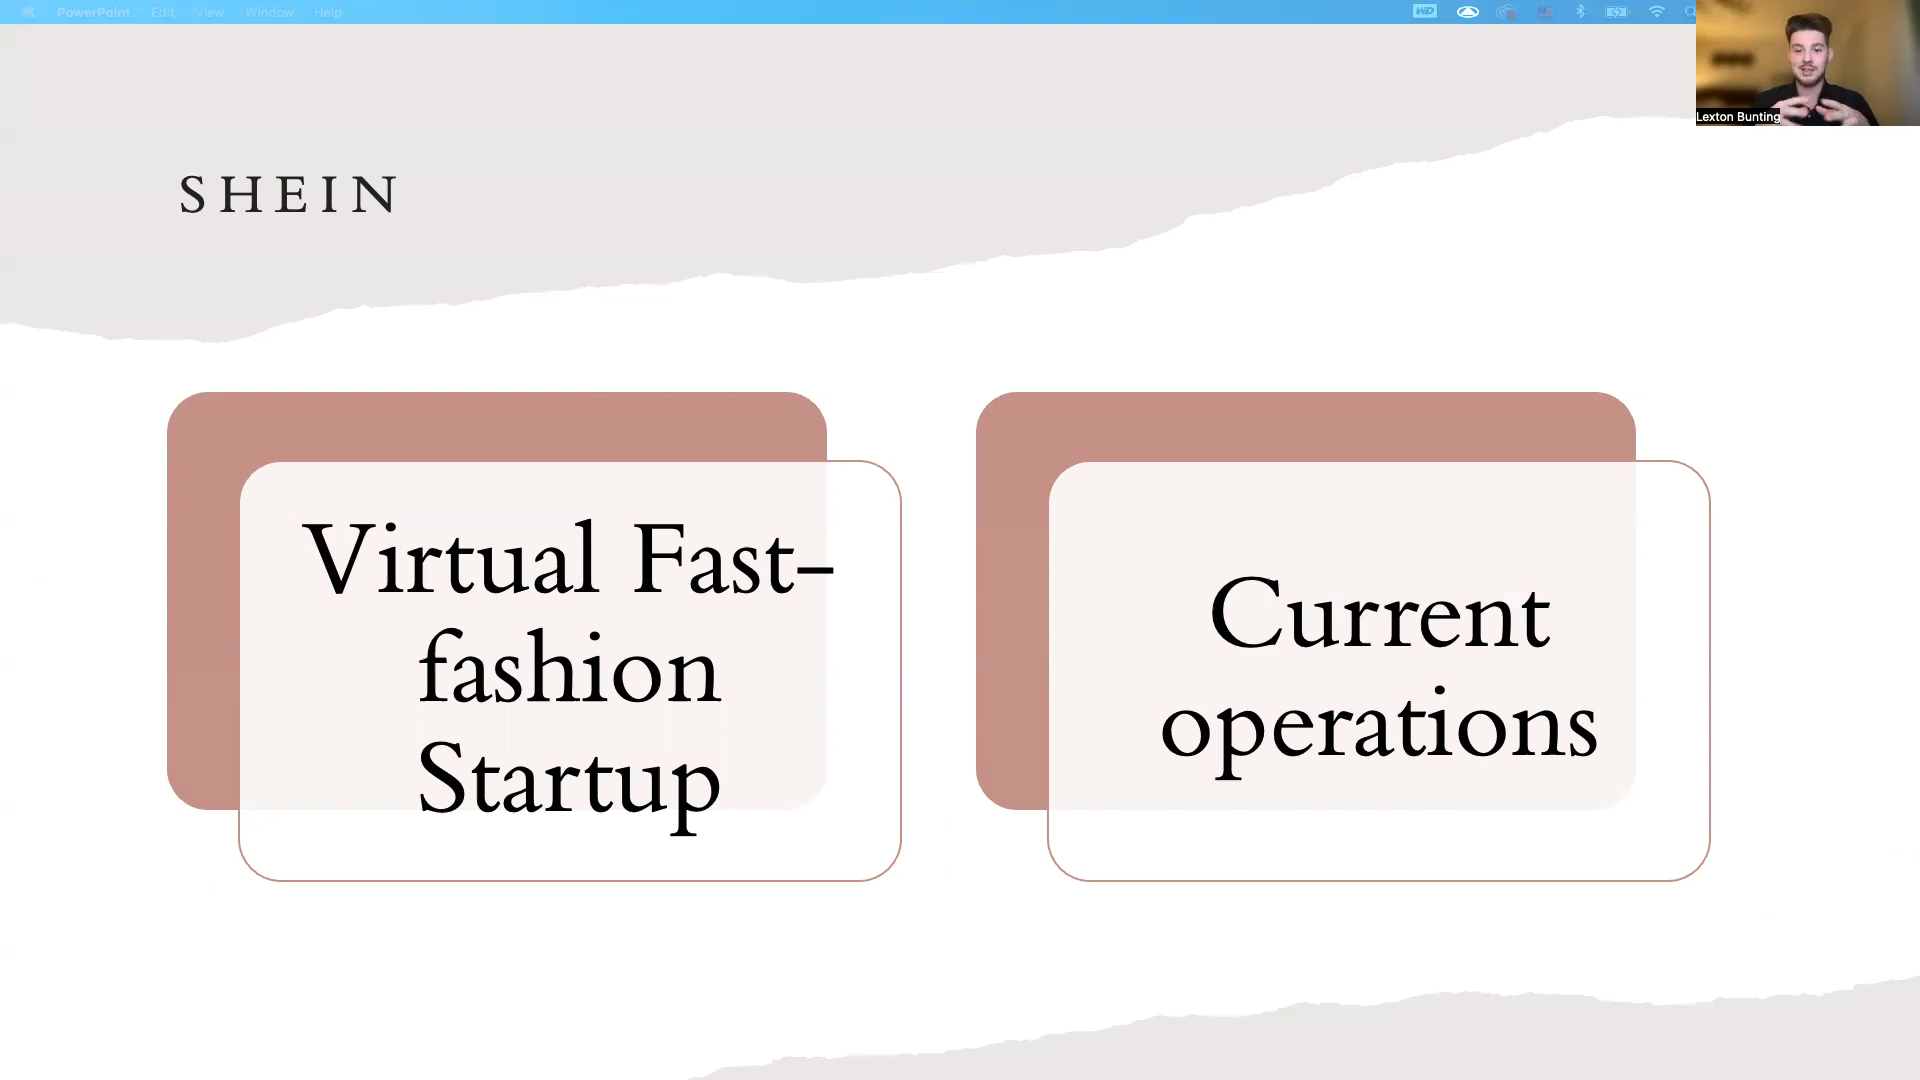 PowerPoint Edit View Window Help
Lexton Bunting
SHEIN
Virtual Fast-
fashion
Startup
Current
operations